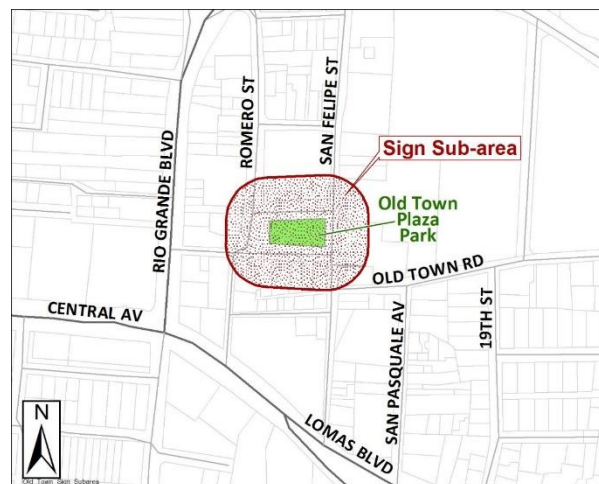 ROMERO ST
SAN FELIPE ST
RIO GRANDE BLVD
Sign Sub-area
Old Town
Plaza
Park
OLD TOWN RD
CENTRAL AV
SAN PASQUALE AV
19TH ST
LOMAS BLVD
N
Old_Town_Sign_Subarea